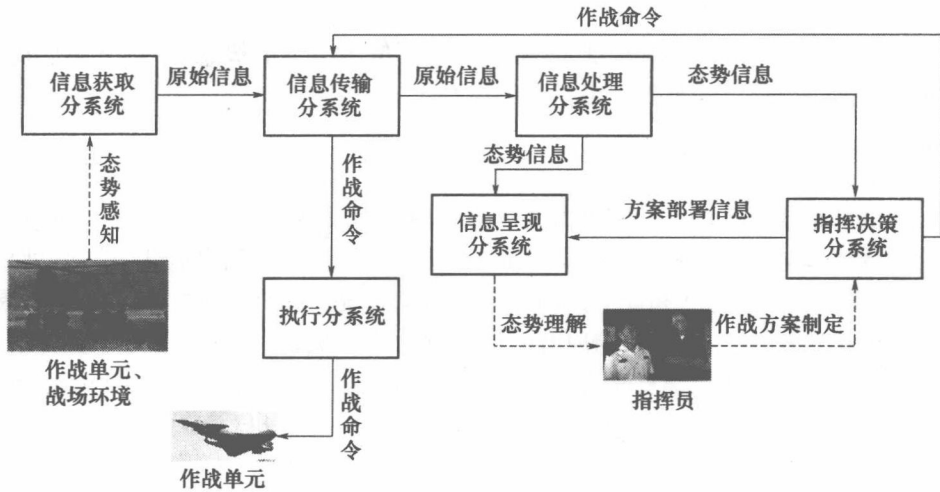 作战命令
信息获取
分系统
原始信息
信息传输
分系统
原始信息
信息处理
分系统
态势信息
态势感知
作战命令
态势信息
信息呈现
分系统
方案部署信息
指挥决策
分系统
执行分系统
态势理解
作战方案制定
作战单元、
战场环境
指挥员
作战命令
作战单元